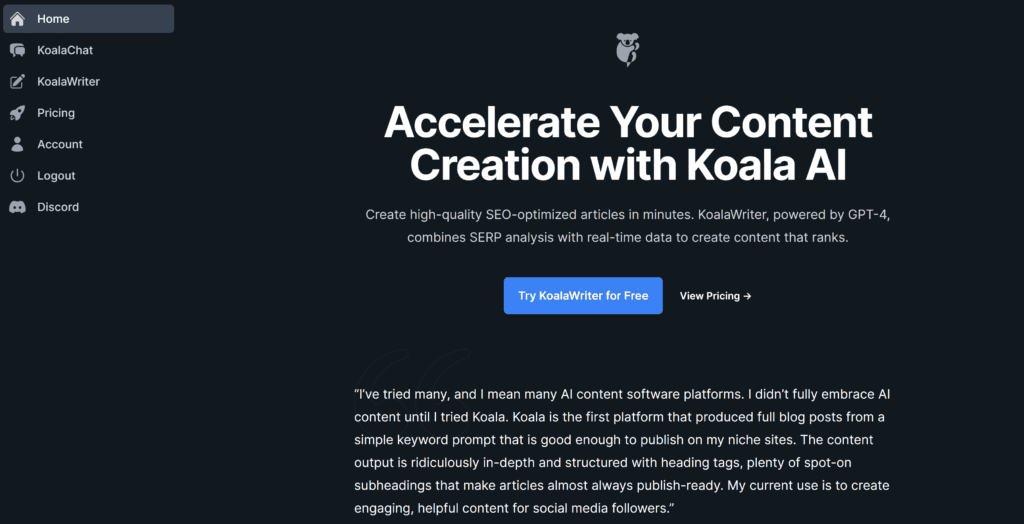 Home
KoalaChat
KoalaWriter
Pricing
Account
Logout
Discord
Accelerate Your Content
Creation with Koala AI
Create high-quality SEO-optimized articles in minutes. KoalaWriter, powered by GPT-4,
combines SERP analysis with real-time data to create content that ranks.
Try KoalaWriter for Free
View Pricing →
“I’ve tried many, and I mean many AI content software platforms. I didn’t fully embrace AI
content until I tried Koala. Koala is the first platform that produced full blog posts from a
simple keyword prompt that is good enough to publish on my niche sites. The content
output is ridiculously in-depth and structured with heading tags, plenty of spot-on
subheadings that make articles almost always publish-ready. My current use is to create
engaging, helpful content for social media followers.”